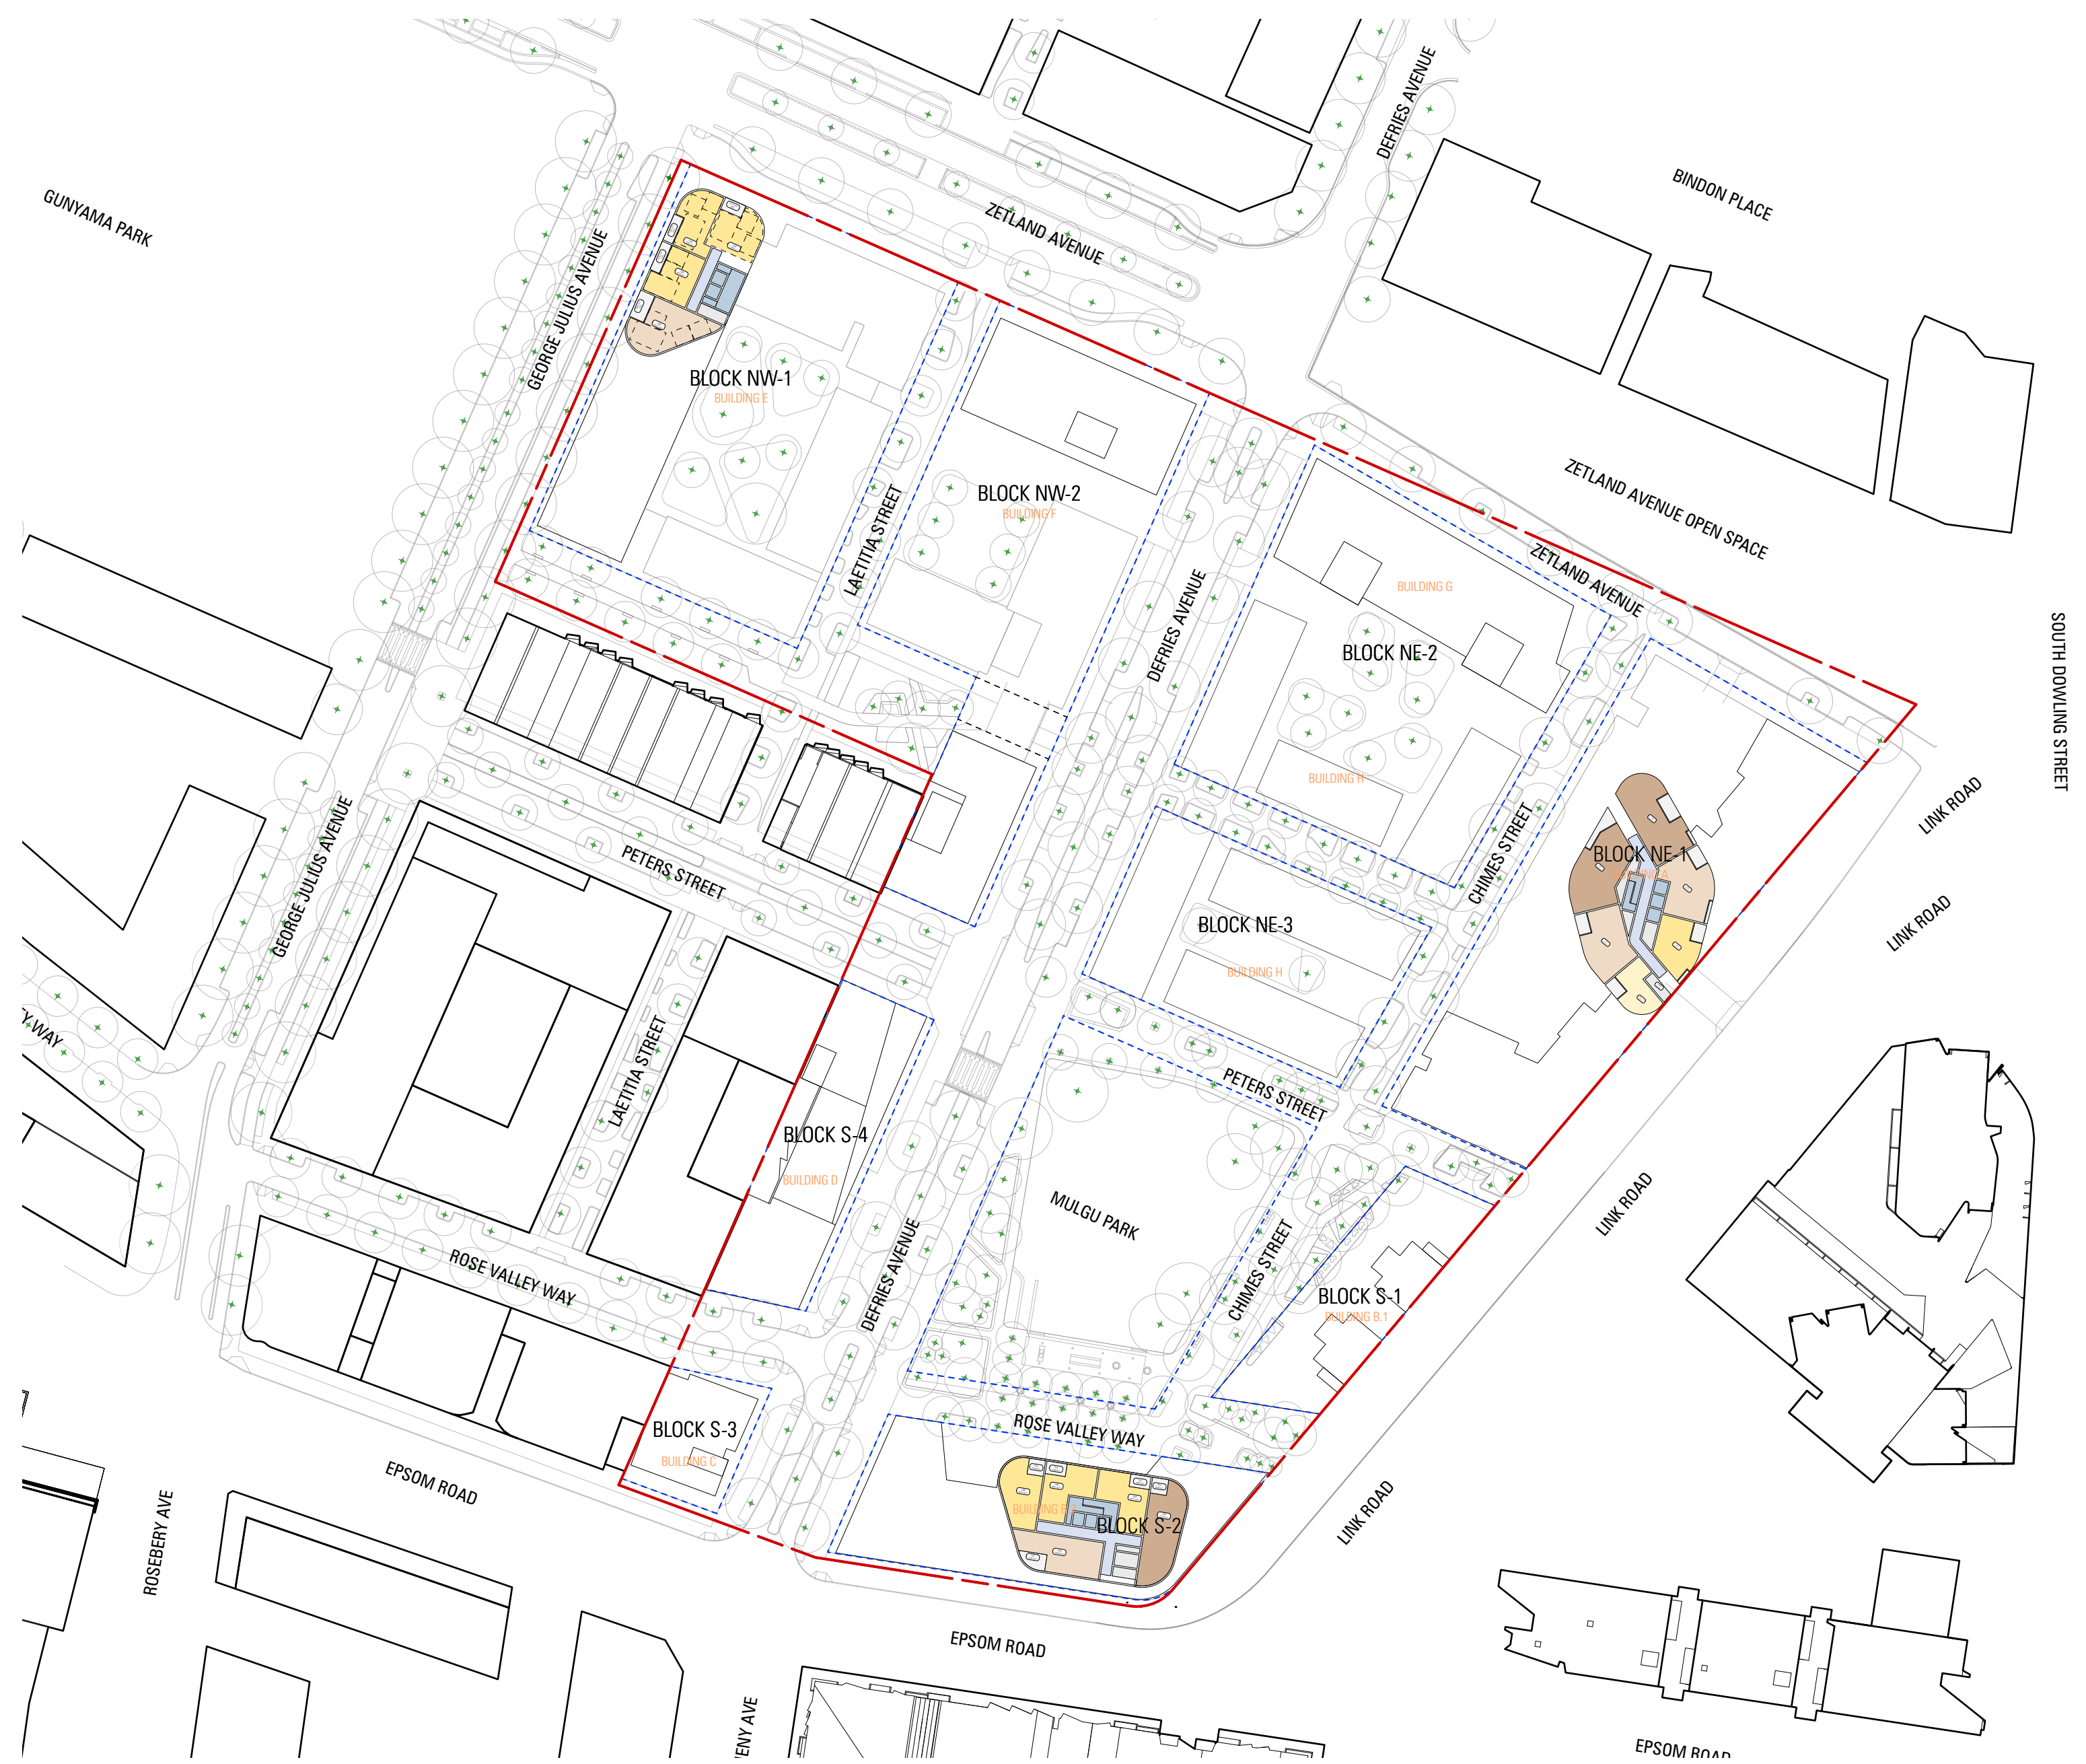 DEFRIES AVENUE
BINDON PLACE
GUNYAMA PARK
ZETLAND AVENUE
GEORGE JULIUS AVENUE
BLOCK NW-1
BUILDING E
BLOCK NW-2
BUILDING F
ZETLAND AVENUE OPEN SPACE
ZETLAND AVENUE
LAETITIA STREET
BUILDING G
DEFRIES AVENUE
BLOCK NE-2
SOUTH DOWLING STREET
BUILDING H
LINK ROAD
CHIMES STREET
BLOCK NE-1
PETERS STREET
GEORGE JULIUS AVENUE
BLOCK NE-3
LINK ROAD
BUILDING H
LAETITIA STREET
PETERS STREET
BLOCK S-4
BUILDING D
MULGU PARK
LINK ROAD
CHIMES STREET
DEFRIES AVENUE
ROSE VALLEY WAY
BLOCK S-1
BUILDING B.1
BLOCK S-3
BUILDING C
ROSE VALLEY WAY
EPSOM ROAD
LINK ROAD
ROSEBERY AVE
BLOCK S-2
EPSOM ROAD
EPSOM ROAD